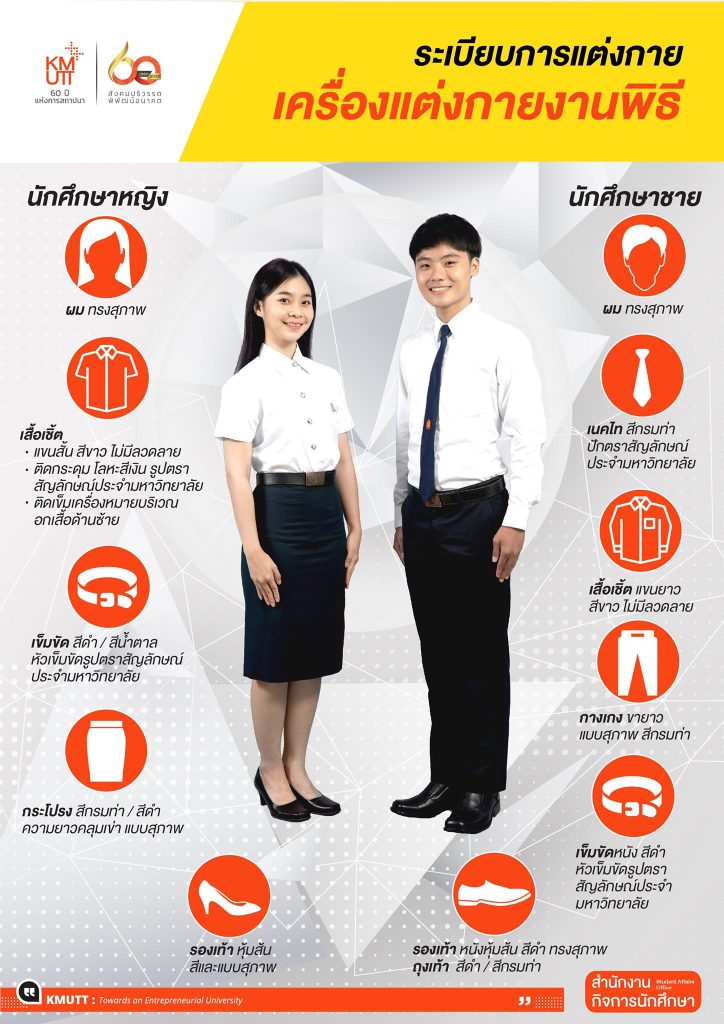 KM
UTT
60 ปี
แห่งการสถาปนา
60
สังคมปริวรรต
พิพัฒน์อนาคต
ระเบียบการแต่งกาย
เครื่องแต่งกายงานพิธี
นักศึกษาหญิง
ผม ทรงสุภาพ
เสื้อเชิ้ต
• แขนสั้น สีขาว ไม่มีลวดลาย
• ติดกระดุม โลหะสีเงิน รูปตรา
สัญลักษณ์ประจำมหาวิทยาลัย
• ติดเข็มเครื่องหมายบริเวณ
อกเสื้อด้านซ้าย
เข็มขัด สีดำ / สีน้ำตาล
หัวเข็มขัดรูปตราสัญลักษณ์
ประจำมหาวิทยาลัย
กระโปรง สีกรมท่า / สีดำ
ความยาวคลุมเข่า แบบสุภาพ
รองเท้า หุ้มส้น
สีและแบบสุภาพ
นักศึกษาชาย
ผม ทรงสุภาพ
เนคไท สีกรมท่า
ปักตราสัญลักษณ์
ประจำมหาวิทยาลัย
เสื้อเชิ้ต แขนยาว
สีขาว ไม่มีลวดลาย
กางเกง ขายาว
แบบสุภาพ สีกรมท่า
เข็มขัดหนัง สีดำ
หัวเข็มขัดรูปตรา
สัญลักษณ์ประจำ
มหาวิทยาลัย
รองเท้า หนังหุ้มส้น สีดำ ทรงสุภาพ
ถุงเท้า สีดำ / สีกรมท่า
KMUTT : Towards an Entrepreneurial University
สำนักงาน Student Affairs Office
กิจการนักศึกษา